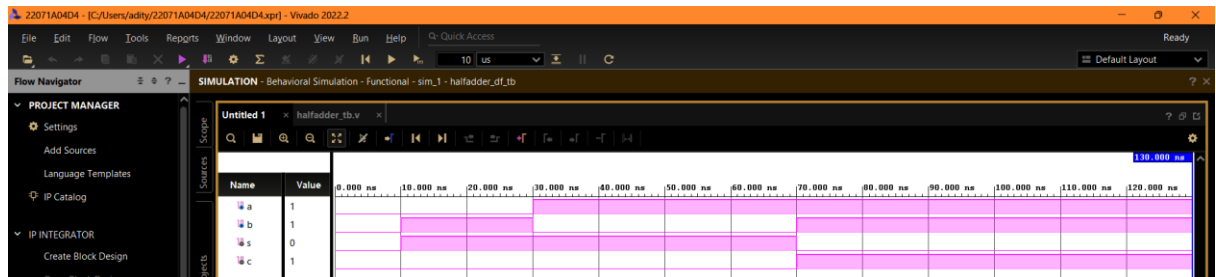 22071A04D4 - [C:/Users/adity/22071A04D4/22071A04D4.xpr] - Vivado 2022.2
File Edit Flow Tools Reports Window Layout View Run Help Q- Quick Access Ready
10 us Default Layout
Flow Navigator SIMULATION - Behavioral Simulation - Functional - sim_1 - halfadder_df_tb
PROJECT MANAGER
Settings
Add Sources
Language Templates
IP Catalog
IP INTEGRATOR
Create Block Design
Scope
Sources
Untitled 1 halfadder_tb.v
130.000 ns
Name Value 0.000 ns 10.000 ns 20.000 ns 30.000 ns 40.000 ns 50.000 ns 60.000 ns 70.000 ns 80.000 ns 90.000 ns 100.000 ns 110.000 ns 120.000 ns
a 1
b 1
s 0
c 1